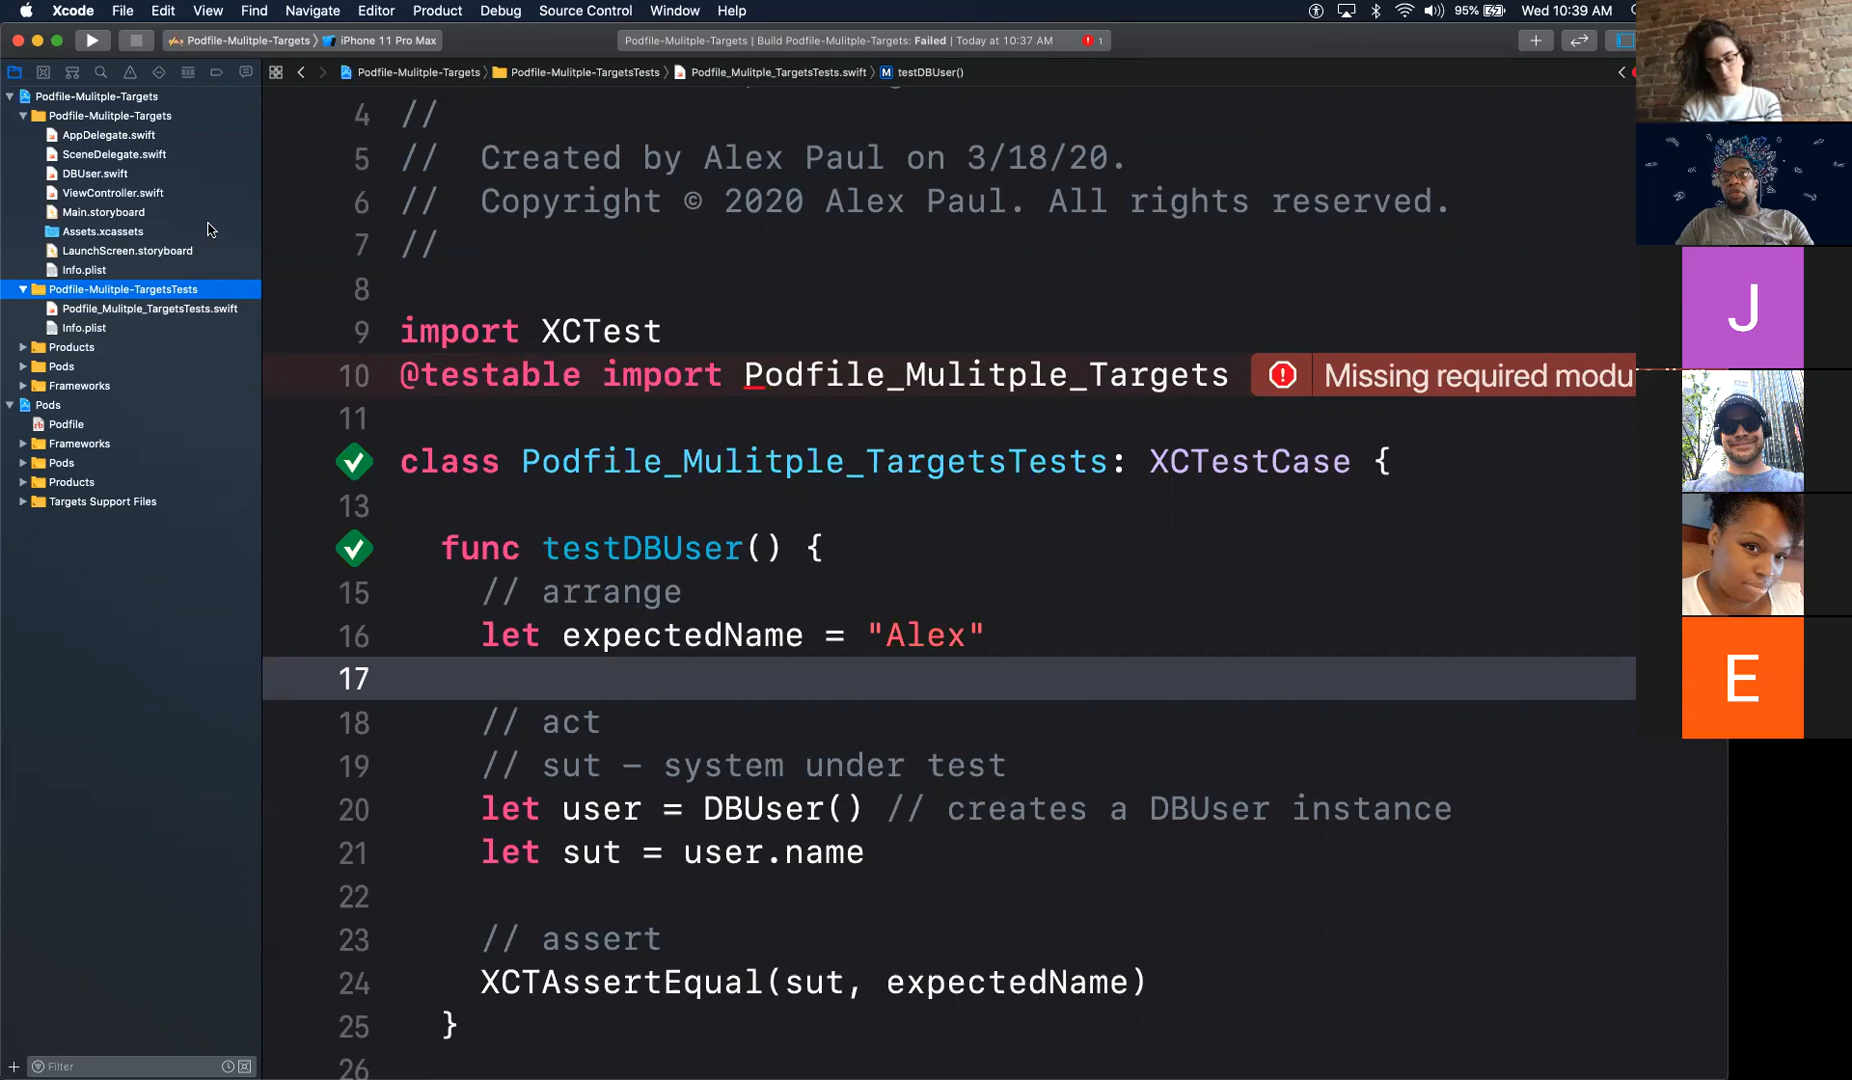 Xcode File Edit View Find Navigate Editor Product Debug Source Control Window Help 95% Wed 10:39 AM
Podfile-Mulitple-Targets iPhone 11 Pro Max Podfile-Mulitple-Targets | Build Podfile-Mulitple-Targets: Failed | Today at 10:37 AM 1
Podfile-Mulitple-Targets Podfile-Mulitple-TargetsTests Podfile_Mulitple_TargetsTests.swift M testDBUser()
Podfile-Mulitple-Targets
Podfile-Mulitple-Targets
AppDelegate.swift
SceneDelegate.swift
DBUser.swift
ViewController.swift
Main.storyboard
Assets.xcassets
LaunchScreen.storyboard
Info.plist
Podfile-Mulitple-TargetsTests
Podfile_Mulitple_TargetsTests.swift
Info.plist
Products
Pods
Frameworks
Pods
Podfile
Frameworks
Pods
Products
Targets Support Files
Filter
4 //
5 // Created by Alex Paul on 3/18/20.
6 // Copyright © 2020 Alex Paul. All rights reserved.
7 //
8
9 import XCTest
10 @testable import Podfile_Mulitple_Targets Missing required modu
11
class Podfile_Mulitple_TargetsTests: XCTestCase {
13
func testDBUser() {
15 // arrange
16 let expectedName = "Alex"
17
18 // act
19 // sut – system under test
20 let user = DBUser() // creates a DBUser instance
21 let sut = user.name
22
23 // assert
24 XCTAssertEqual(sut, expectedName)
25 }
26
J
E